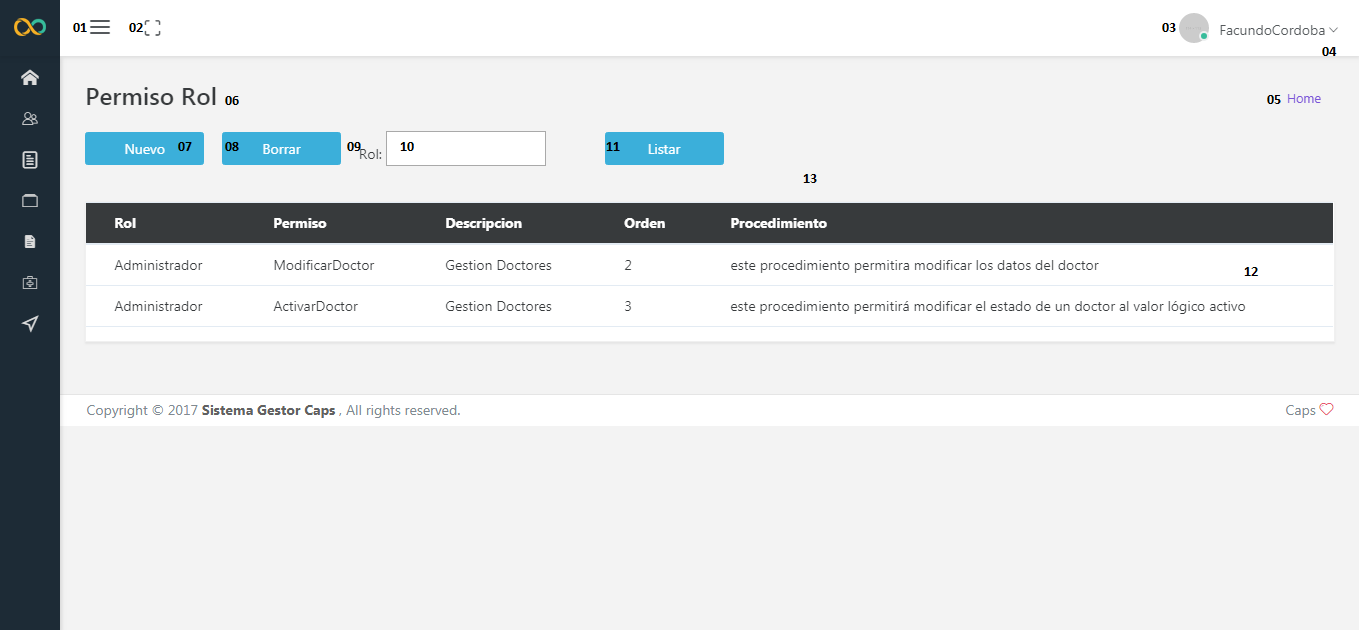 01 02 03 FacundoCordoba
04
Permiso Rol 06 05 Home
Nuevo 07 08 Borrar 09 Rol: 10 11 Listar
13
Rol Permiso Descripcion Orden Procedimiento
Administrador ModificarDoctor Gestion Doctores 2 este procedimiento permitira modificar los datos del doctor 12
Administrador ActivarDoctor Gestion Doctores 3 este procedimiento permitirá modificar el estado de un doctor al valor lógico activo
Copyright © 2017 Sistema Gestor Caps , All rights reserved. Caps